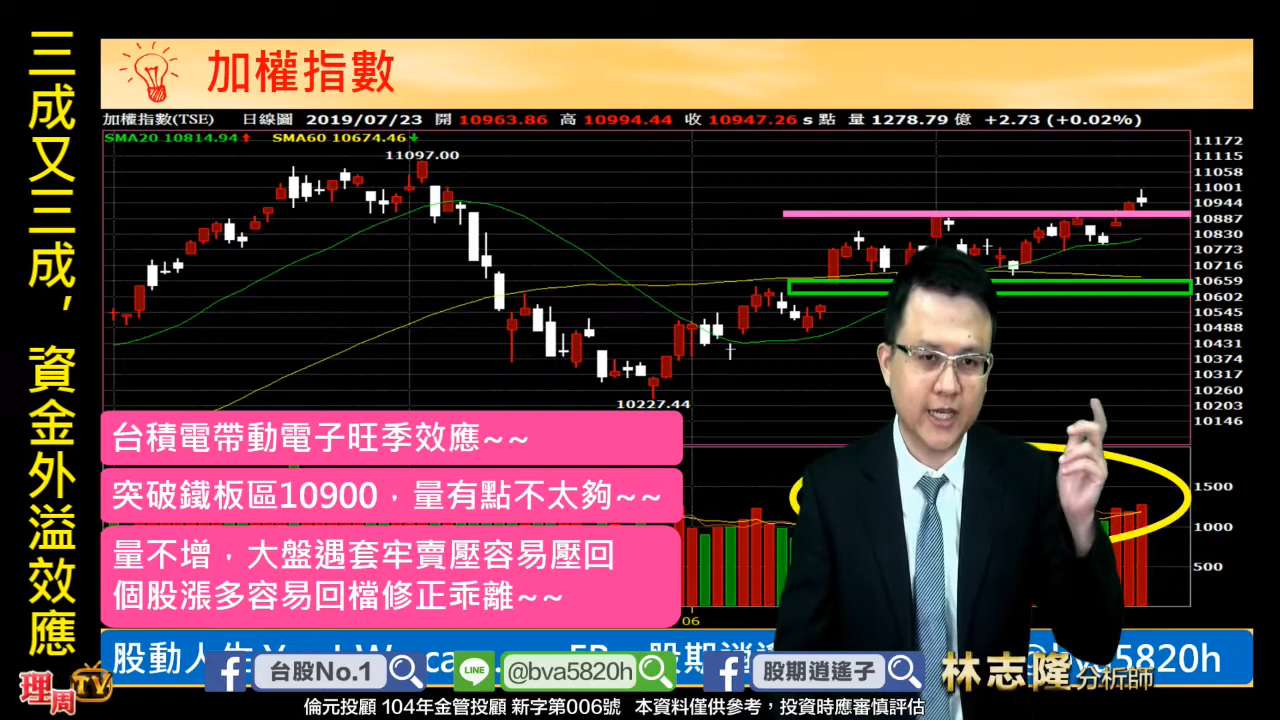 三成又三成，資金外溢效應
加權指數
加權指數(TSE) 日線圖 2019/07/23 開 10963.86 高 10994.44 收 10947.26 s 點 量 1278.79 億 +2.73 (+0.02%)
SMA20 10814.94 SMA60 10674.46
11097.00
10227.44
11172
11115
11058
11001
10944
10887
10830
10773
10716
10659
10602
10545
10488
10431
10374
10317
10260
10203
10146
1500
1000
500
06
台積電帶動電子旺季效應~~
突破鐵板區10900，量有點不太夠~~
量不增，大盤遇套牢賣壓容易壓回
個股漲多容易回檔修正乖離~~
股動人生
@bva5820h
台股No.1
LINE
@bva5820h
股期逍遙子
林志隆 分析師
理周TV
倫元投顧 104年金管投顧 新字第006號 本資料僅供參考，投資時應審慎評估